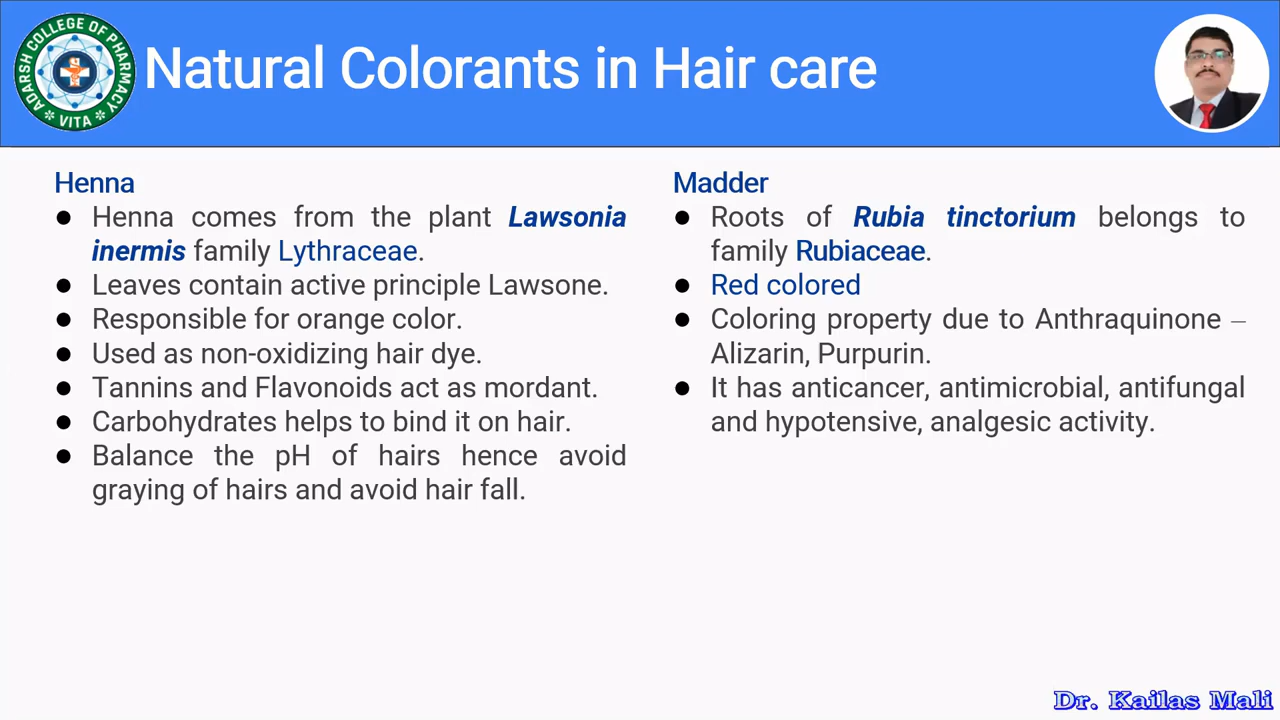 ADARSH COLLEGE OF PHARMACY
VITA
Natural Colorants in Hair care
Henna
● Henna comes from the plant Lawsonia
inermis family Lythraceae.
● Leaves contain active principle Lawsone.
● Responsible for orange color.
● Used as non-oxidizing hair dye.
● Tannins and Flavonoids act as mordant.
● Carbohydrates helps to bind it on hair.
● Balance the pH of hairs hence avoid
graying of hairs and avoid hair fall.
Madder
● Roots of Rubia tinctorium belongs to
family Rubiaceae.
● Red colored
● Coloring property due to Anthraquinone –
Alizarin, Purpurin.
● It has anticancer, antimicrobial, antifungal
and hypotensive, analgesic activity.
Dr. Kailas Mali